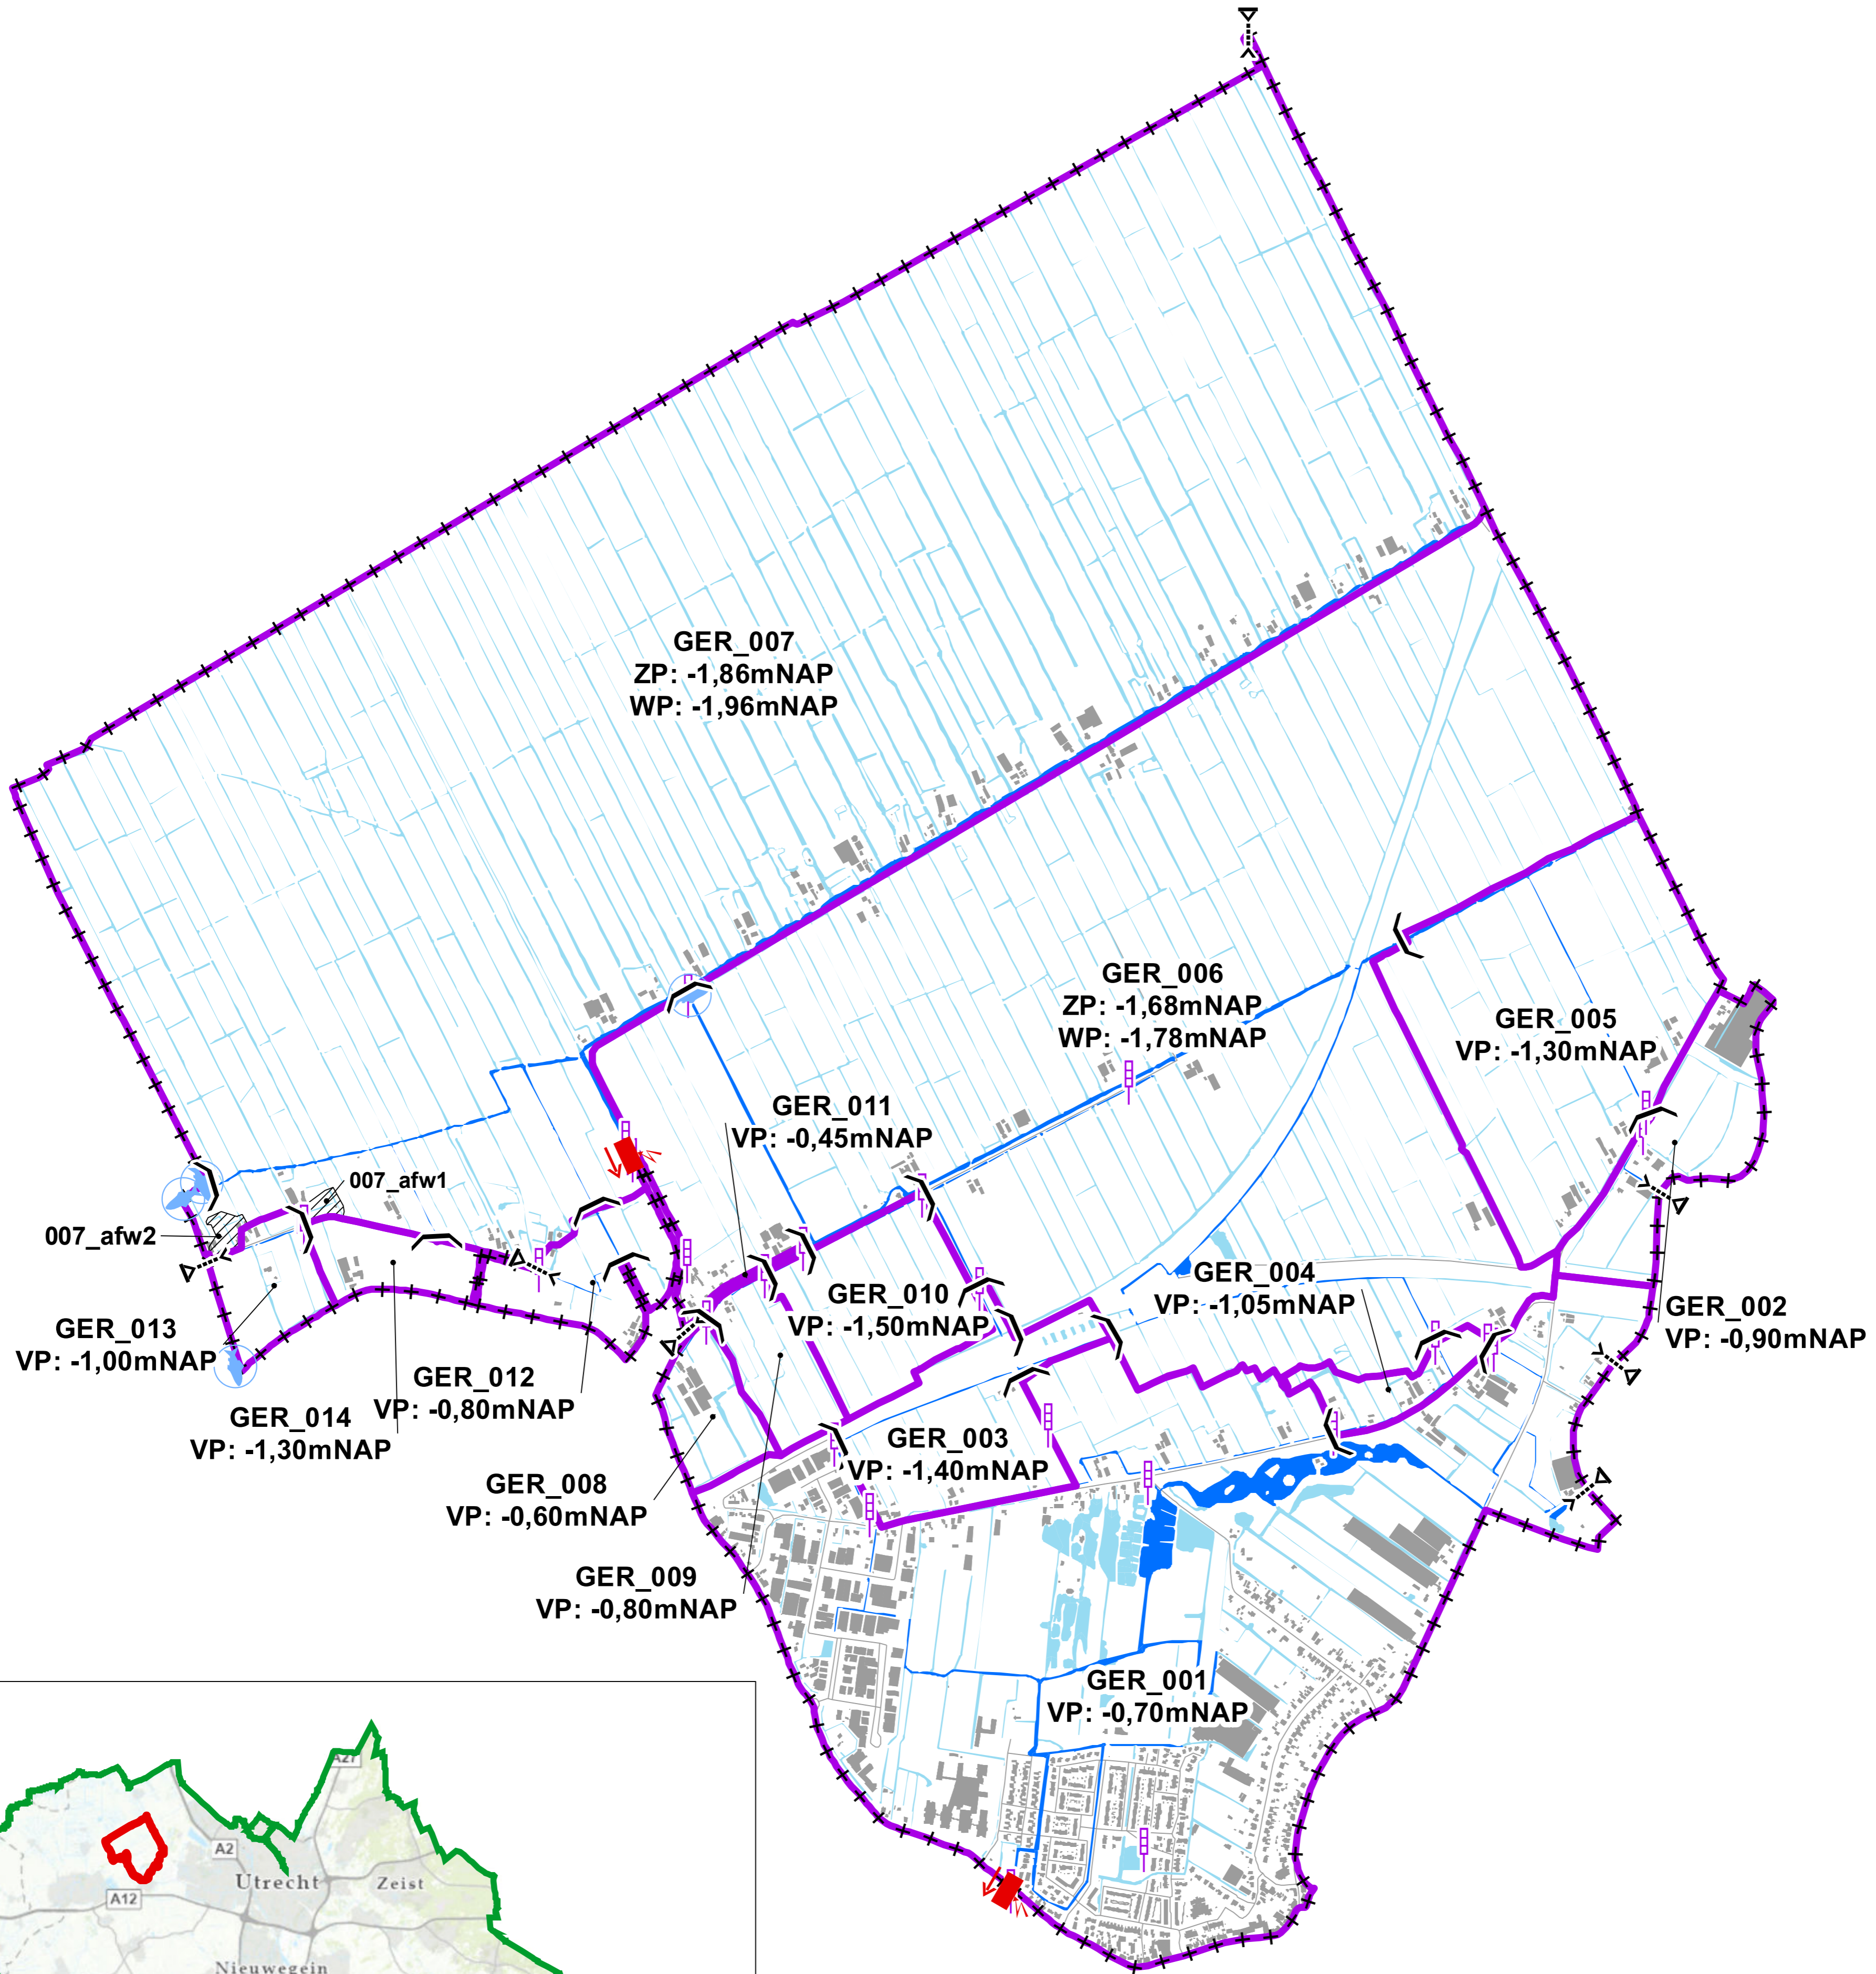 GER_007
ZP: -1,86mNAP
WP: -1,96mNAP
GER_006
ZP: -1,68mNAP
WP: -1,78mNAP
GER_005
VP: -1,30mNAP
GER_011
VP: -0,45mNAP
007_afw1
007_afw2
GER_010
VP: -1,50mNAP
GER_004
VP: -1,05mNAP
GER_002
VP: -0,90mNAP
GER_013
VP: -1,00mNAP
GER_012
VP: -0,80mNAP
GER_014
VP: -1,30mNAP
GER_003
VP: -1,40mNAP
GER_008
VP: -0,60mNAP
GER_009
VP: -0,80mNAP
GER_001
VP: -0,70mNAP
A27
A2
Utrecht
Zeist
A12
Nieuwegein